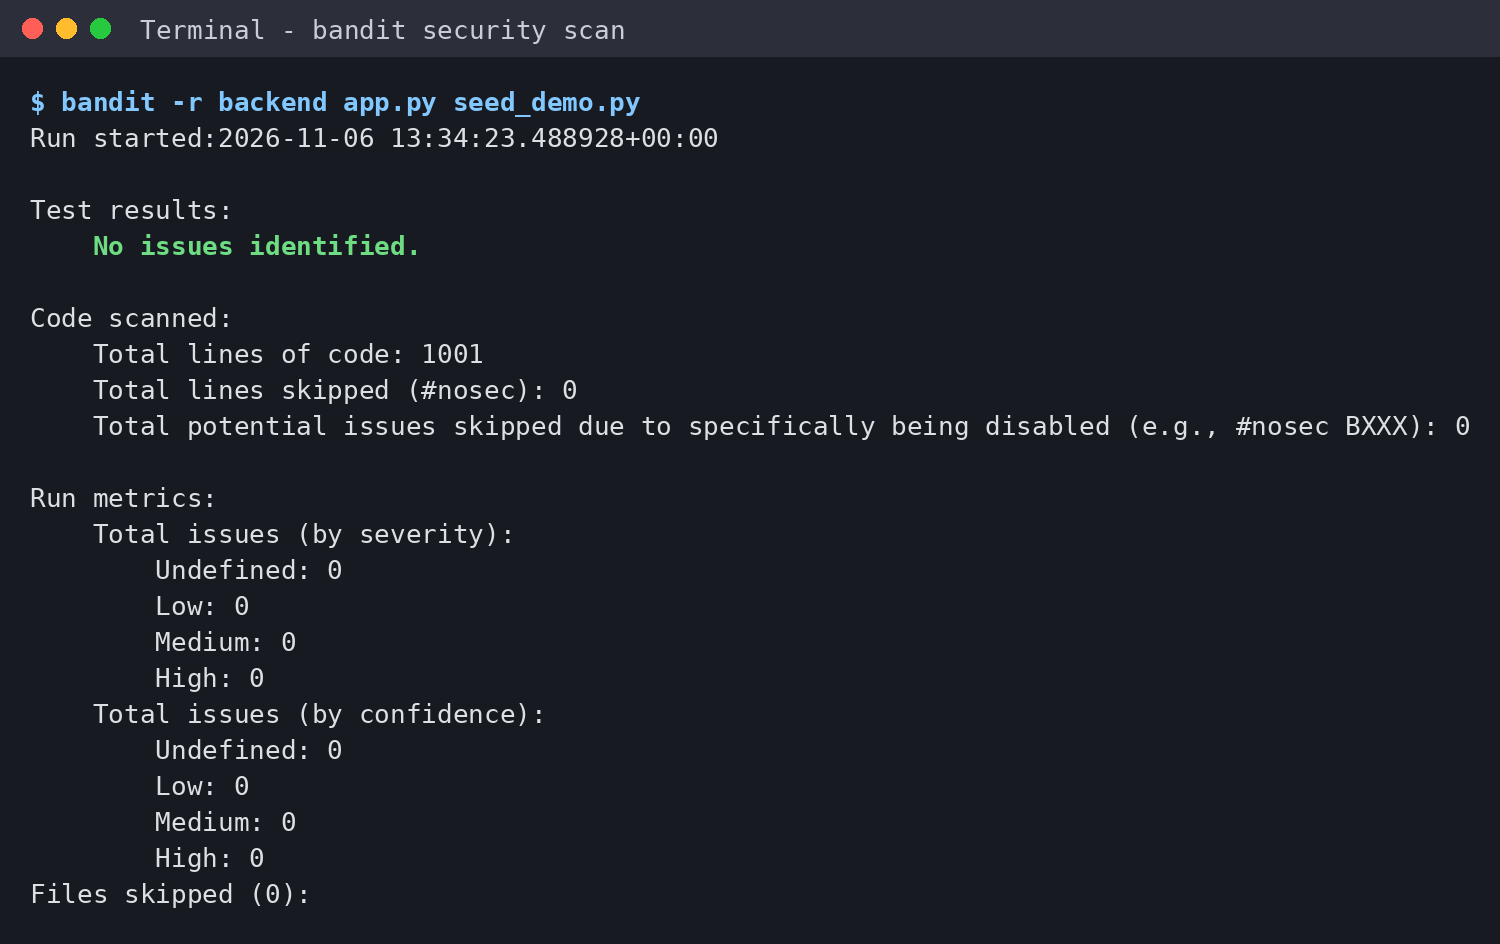 Terminal - bandit security scan
$ bandit -r backend app.py seed_demo.py
Run started:2026-11-06 13:34:23.488928+00:00
Test results:
No issues identified.
Code scanned:
Total lines of code: 1001
Total lines skipped (#nosec): 0
Total potential issues skipped due to specifically being disabled (e.g., #nosec BXXX): 0
Run metrics:
Total issues (by severity):
Undefined: 0
Low: 0
Medium: 0
High: 0
Total issues (by confidence):
Undefined: 0
Low: 0
Medium: 0
High: 0
Files skipped (0):